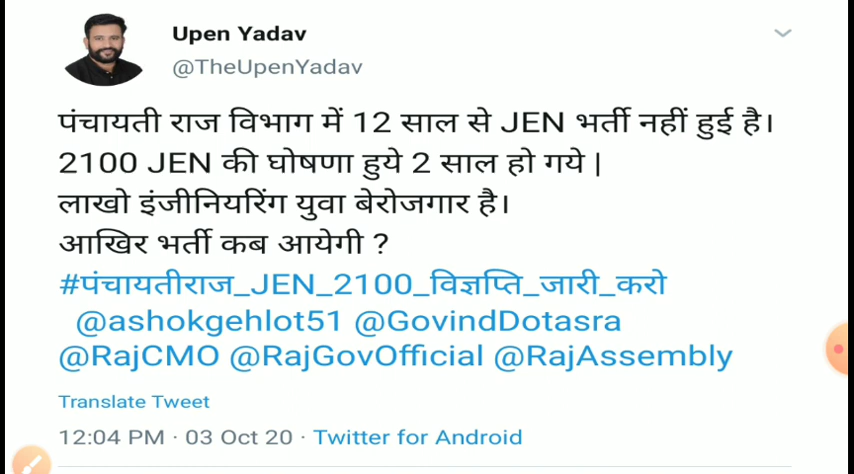 Upen Yadav
@TheUpenYadav
पंचायती राज विभाग में 12 साल से JEN भर्ती नहीं हुई है।
2100 JEN की घोषणा हुये 2 साल हो गये |
लाखो इंजीनियरिंग युवा बेरोजगार है।
आखिर भर्ती कब आयेगी ?
#पंचायतीराज_JEN_2100_विज्ञप्ति_जारी_करो
@ashokgehlot51 @GovindDotasra
@RajCMO @RajGovOfficial @RajAssembly
Translate Tweet
12:04 PM · 03 Oct 20 · Twitter for Android